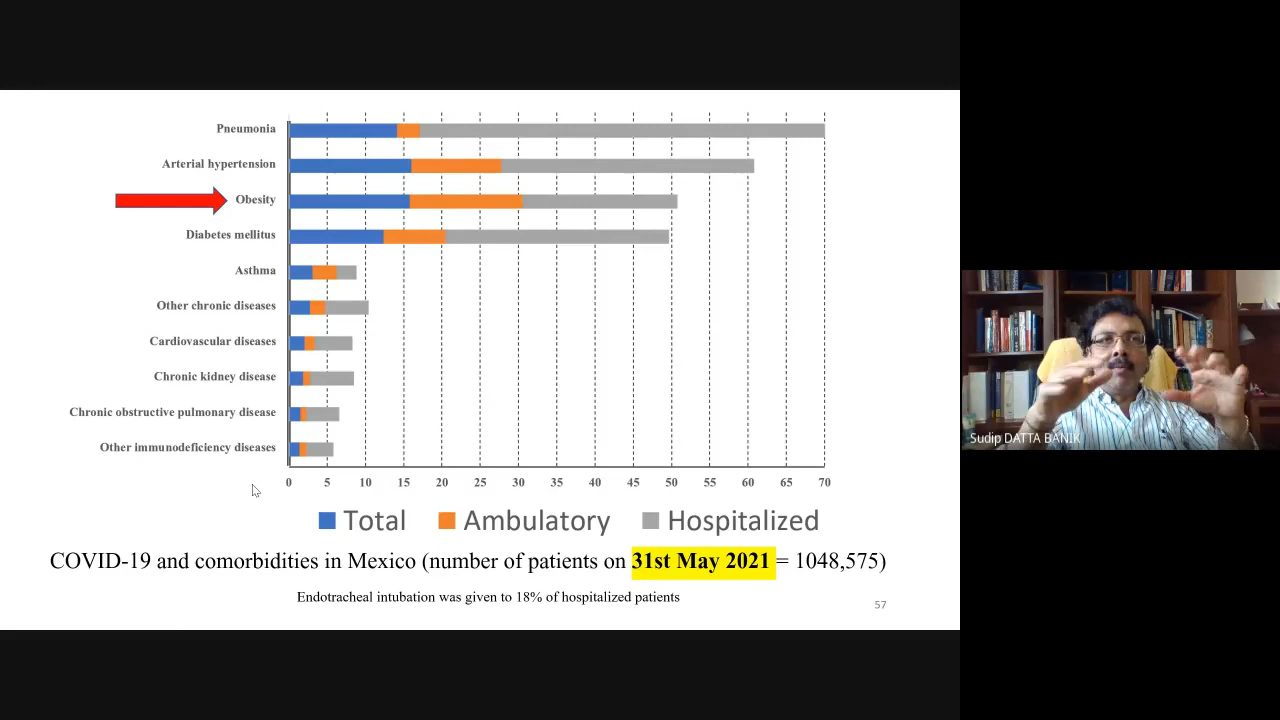 Pneumonia
Arterial hypertension
Obesity
Diabetes mellitus
Asthma
Other chronic diseases
Cardiovascular diseases
Chronic kidney disease
Chronic obstructive pulmonary disease
Other immunodeficiency diseases
0 5 10 15 20 25 30 35 40 45 50 55 60 65 70
Total Ambulatory Hospitalized
COVID-19 and comorbidities in Mexico (number of patients on 31st May 2021 = 1048,575)
Endotracheal intubation was given to 18% of hospitalized patients
57
Sudip DATTA BANIK